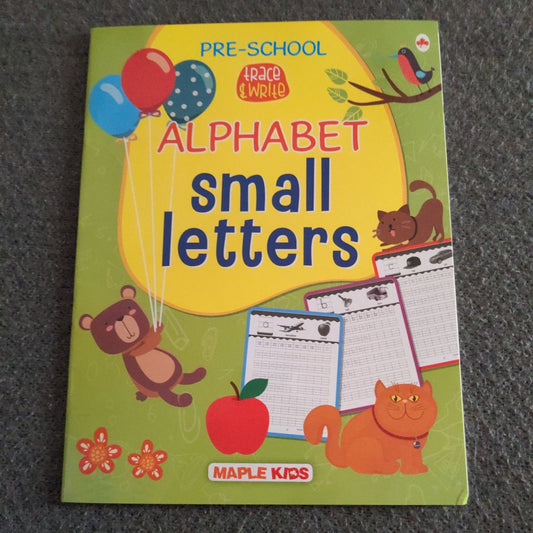 PRE-SCHOOL
trace
& write
ALPHABET
small
letters
a
b
c
MAPLE KIDS